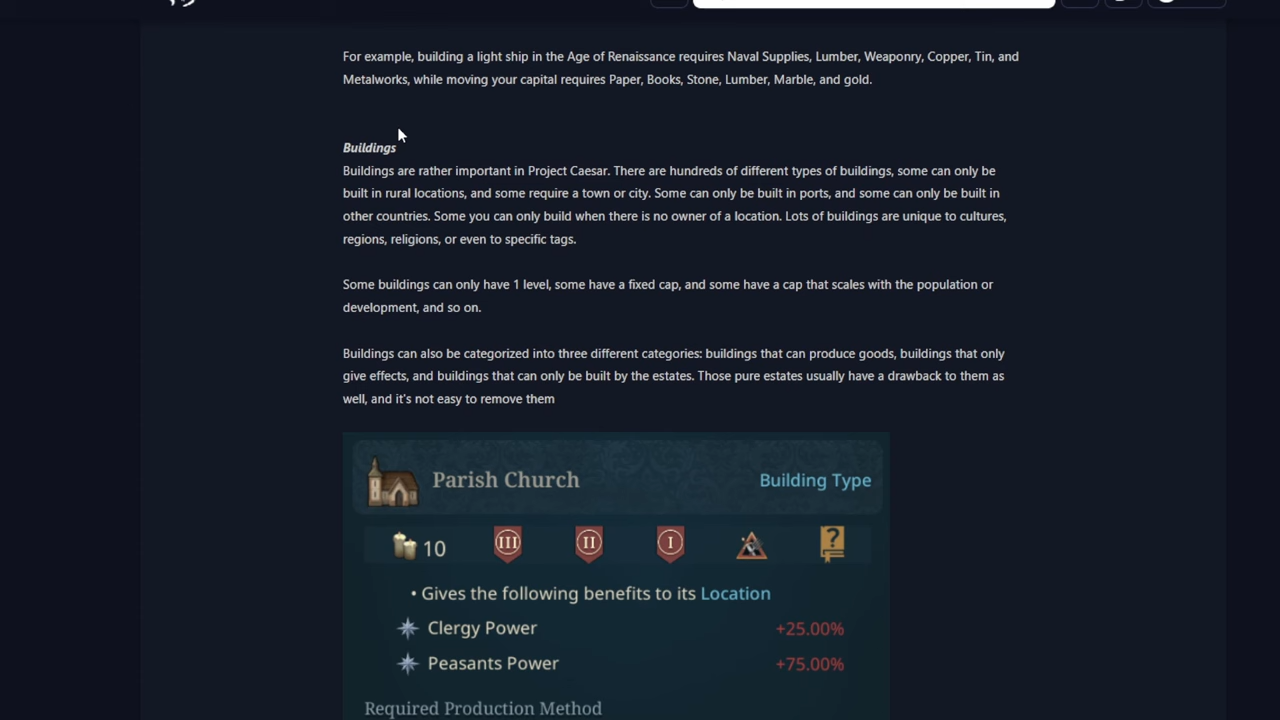 For example, building a light ship in the Age of Renaissance requires Naval Supplies, Lumber, Weaponry, Copper, Tin, and
Metalworks, while moving your capital requires Paper, Books, Stone, Lumber, Marble, and gold.
Buildings
Buildings are rather important in Project Caesar. There are hundreds of different types of buildings, some can only be
built in rural locations, and some require a town or city. Some can only be built in ports, and some can only be built in
other countries. Some you can only build when there is no owner of a location. Lots of buildings are unique to cultures,
regions, religions, or even to specific tags.
Some buildings can only have 1 level, some have a fixed cap, and some have a cap that scales with the population or
development, and so on.
Buildings can also be categorized into three different categories: buildings that can produce goods, buildings that only
give effects, and buildings that can only be built by the estates. Those pure estates usually have a drawback to them as
well, and it's not easy to remove them
Parish Church Building Type
10 III II I ?
• Gives the following benefits to its Location
Clergy Power +25.00%
Peasants Power +75.00%
Required Production Method